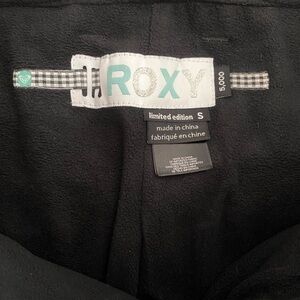 ROXY
5,000
limited edition S
made in china
fabriqué en chine